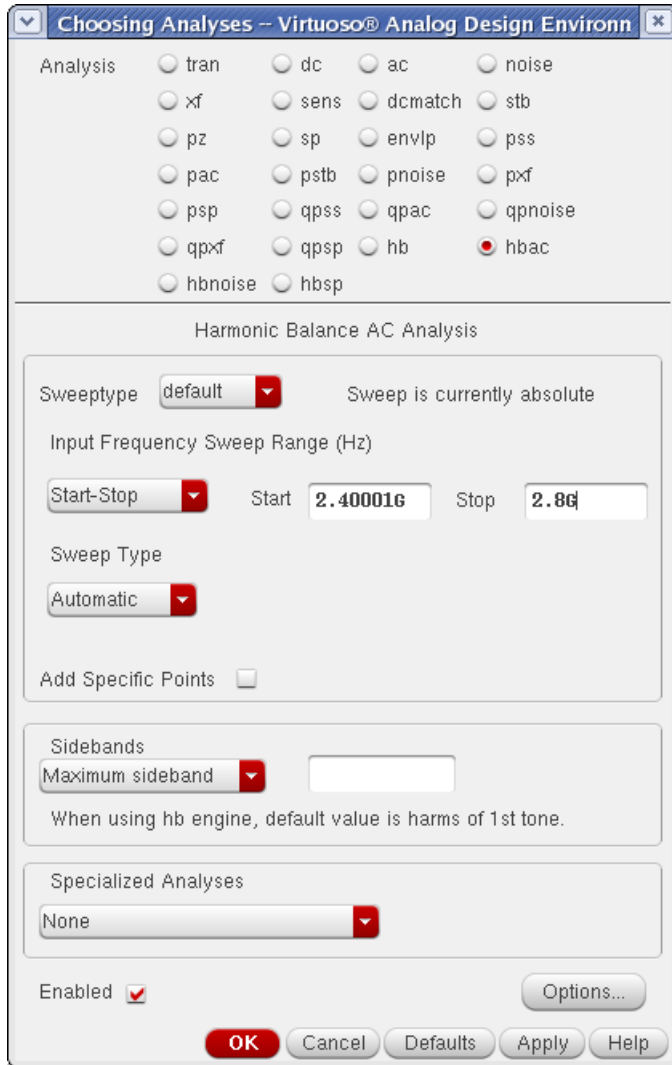 Choosing Analyses -- Virtuoso® Analog Design Environn
Analysis tran dc ac noise
xf sens dcmatch stb
pz sp envlp pss
pac pstb pnoise pxf
psp qpss qpac qpnoise
qpxf qpsp hb hbac
hbnoise hbsp
Harmonic Balance AC Analysis
Sweeptype default Sweep is currently absolute
Input Frequency Sweep Range (Hz)
Start-Stop Start 2.40001G Stop 2.8G
Sweep Type
Automatic
Add Specific Points
Sidebands
Maximum sideband
When using hb engine, default value is harms of 1st tone.
Specialized Analyses
None
Enabled Options...
OK Cancel Defaults Apply Help